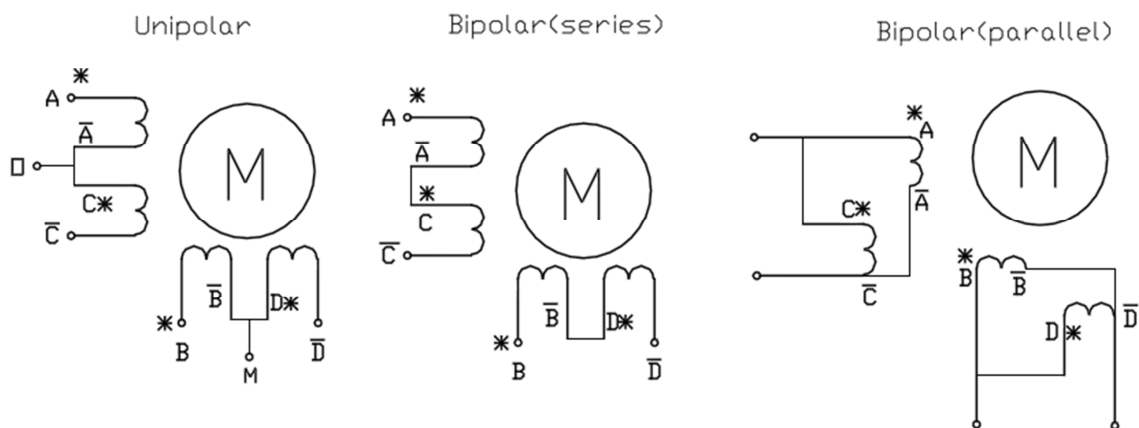 Unipolar
A *
A̅
O
C*
C̅
M
B̅
D*
* B
D̅
M
Bipolar(series)
A *
A̅
*
C
C̅
M
B̅
D*
* B
D̅
Bipolar(parallel)
*
A
A̅
C*
C̅
M
*
B
B̅
D*
D̅